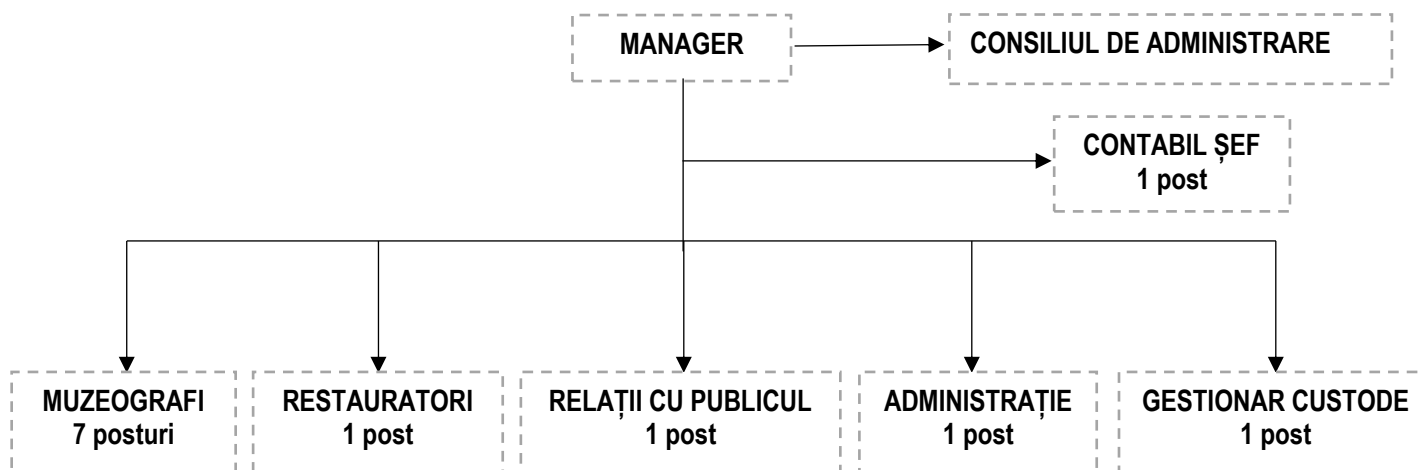 MANAGER
CONSILIUL DE ADMINISTRARE
CONTABIL ȘEF
1 post
MUZEOGRAFI
7 posturi
RESTAURATORI
1 post
RELAȚII CU PUBLICUL
1 post
ADMINISTRAȚIE
1 post
GESTIONAR CUSTODE
1 post